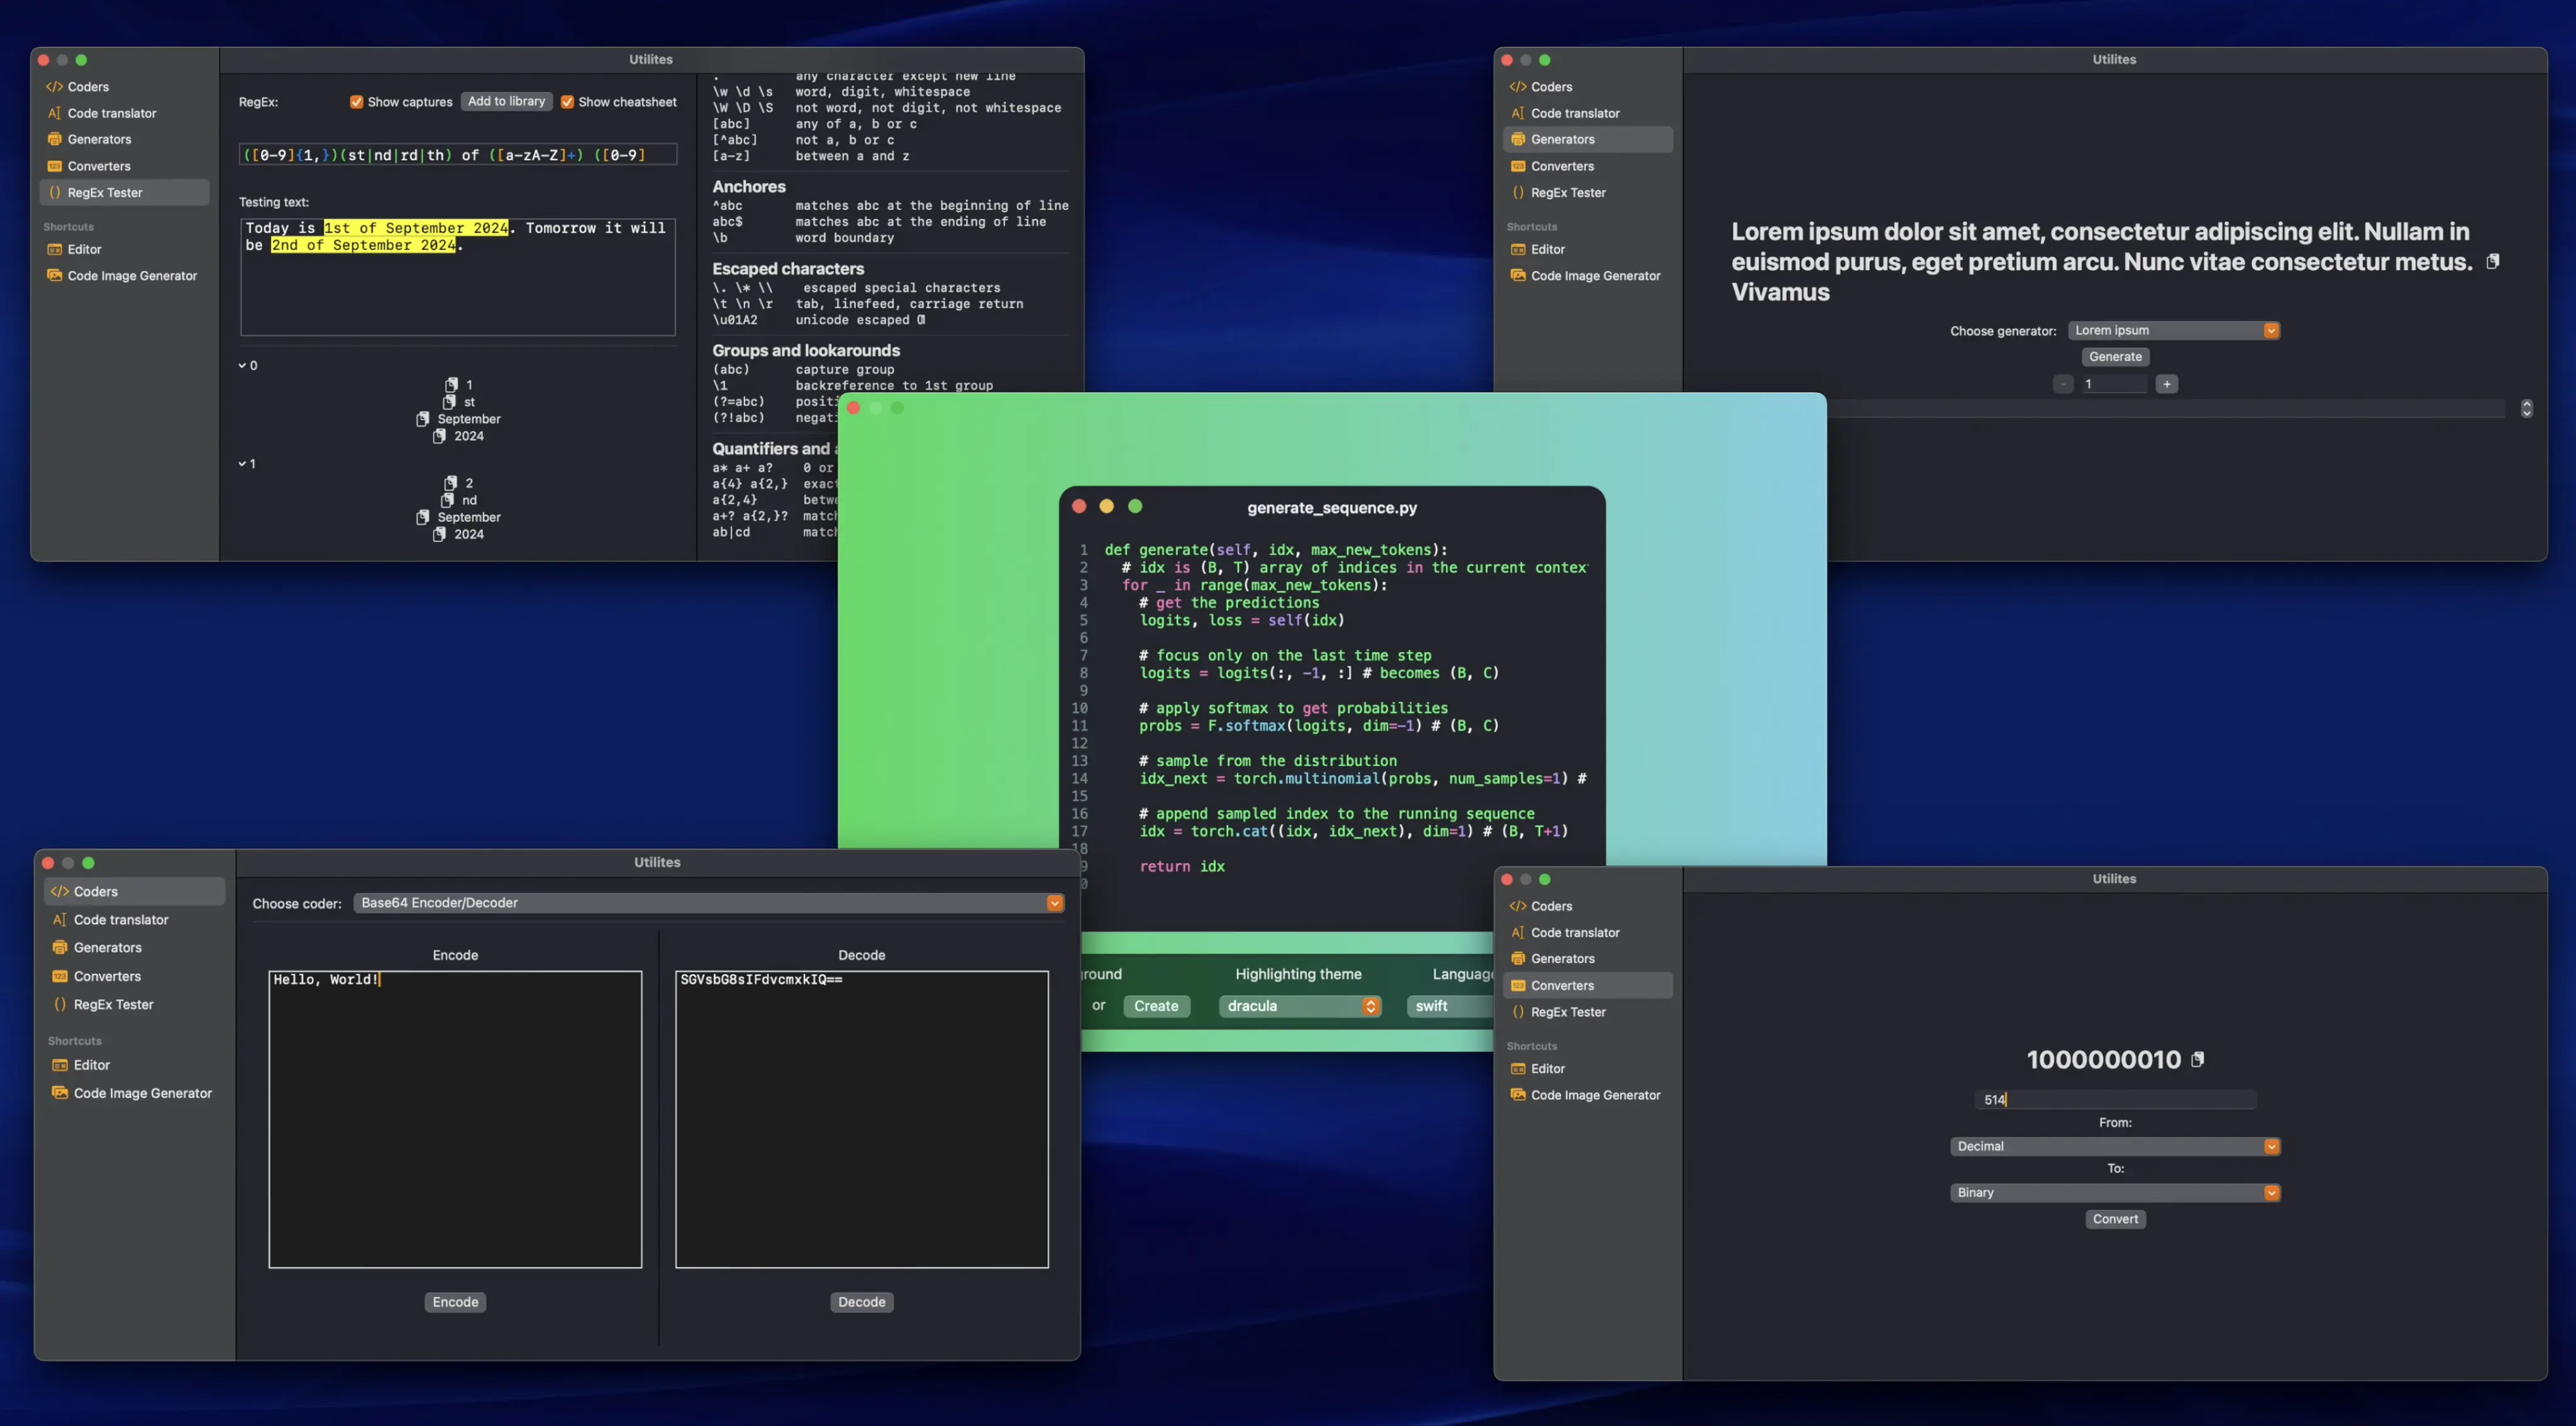 Utilites
Coders
Code translator
Generators
Converters
RegEx Tester
Shortcuts
Editor
Code Image Generator
RegEx:
Show captures
Add to library
Show cheatsheet
([0-9]{1,})(st|nd|rd|th) of ([a-zA-Z]+) ([0-9]
Testing text:
Today is 1st of September 2024. Tomorrow it will
be 2nd of September 2024.
0
1
st
September
2024
1
2
nd
September
2024
. any character except new line
\w \d \s word, digit, whitespace
\W \D \S not word, not digit, not whitespace
[abc] any of a, b or c
[^abc] not a, b or c
[a-z] between a and z
Anchores
^abc matches abc at the beginning of line
abc$ matches abc at the ending of line
\b word boundary
Escaped characters
\. \* \\ escaped special characters
\t \n \r tab, linefeed, carriage return
\u01A2 unicode escaped Ƣ
Groups and lookarounds
(abc) capture group
\1 backreference to 1st group
(?=abc) positi
(?!abc) negati
Quantifiers and
a* a+ a? 0 or
a{4} a{2,} exact
a{2,4} betwe
a+? a{2,}? match
ab|cd match
Utilites
Coders
Code translator
Generators
Converters
RegEx Tester
Shortcuts
Editor
Code Image Generator
Lorem ipsum dolor sit amet, consectetur adipiscing elit. Nullam in
euismod purus, eget pretium arcu. Nunc vitae consectetur metus.
Vivamus
Choose generator: Lorem ipsum
Generate
- 1 +
generate_sequence.py
1 def generate(self, idx, max_new_tokens):
2 # idx is (B, T) array of indices in the current contex
3 for _ in range(max_new_tokens):
4 # get the predictions
5 logits, loss = self(idx)
6
7 # focus only on the last time step
8 logits = logits(:, -1, :] # becomes (B, C)
9
10 # apply softmax to get probabilities
11 probs = F.softmax(logits, dim=-1) # (B, C)
12
13 # sample from the distribution
14 idx_next = torch.multinomial(probs, num_samples=1) #
15
16 # append sampled index to the running sequence
17 idx = torch.cat((idx, idx_next), dim=1) # (B, T+1)
18
9 return idx
0
round
Highlighting theme
Language
or
Create
dracula
swift
Utilites
Coders
Code translator
Generators
Converters
RegEx Tester
Shortcuts
Editor
Code Image Generator
Choose coder: Base64 Encoder/Decoder
Encode
Decode
Hello, World!
SGVsbG8sIFdvcmxkIQ==
Encode
Decode
Utilites
Coders
Code translator
Generators
Converters
RegEx Tester
Shortcuts
Editor
Code Image Generator
1000000010
514
From:
Decimal
To:
Binary
Convert